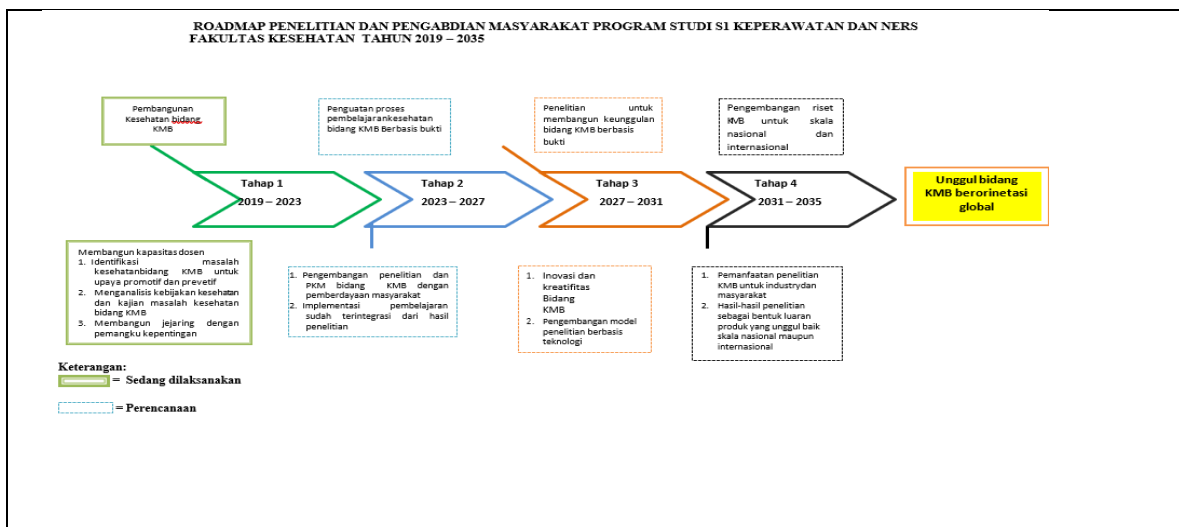 ROADMAP PENELITIAN DAN PENGABDIAN MASYARAKAT PROGRAM STUDI S1 KEPERAWATAN DAN NERS
FAKULTAS KESEHATAN TAHUN 2019 – 2035
Pembangunan
Kesehatan bidang
KMB
Penguatan proses
pembelajarankesehatan
bidang KMB Berbasis bukti
Penelitian untuk
membangun keunggulan
bidang KMB berbasis
bukti
Pengembangan riset
KMB untuk skala
nasional dan
internasional
Tahap 1
2019 – 2023
Tahap 2
2023 – 2027
Tahap 3
2027 – 2031
Tahap 4
2031 – 2035
Unggul bidang
KMB berorinetasi
global
Membangun kapasitas dosen
1. Identifikasi masalah
kesehatanbidang KMB untuk
upaya promotif dan prevetif
2. Menganalisis kebijakan kesehatan
dan kajian masalah kesehatan
bidang KMB
3. Membangun jejaring dengan
pemangku kepentingan
1. Pengembangan penelitian dan
PKM bidang KMB dengan
pemberdayaan masyarakat
2. Implementasi pembelajaran
sudah terintegrasi dari hasil
penelitian
1. Inovasi dan
kreatifitas
Bidang
KMB
2. Pengembangan model
penelitian berbasis
teknologi
1. Pemanfaatan penelitian
KMB untuk industrydan
masyarakat
2. Hasil-hasil penelitian
sebagai bentuk luaran
produk yang unggul baik
skala nasional maupun
internasional
Keterangan:
= Sedang dilaksanakan
= Perencanaan